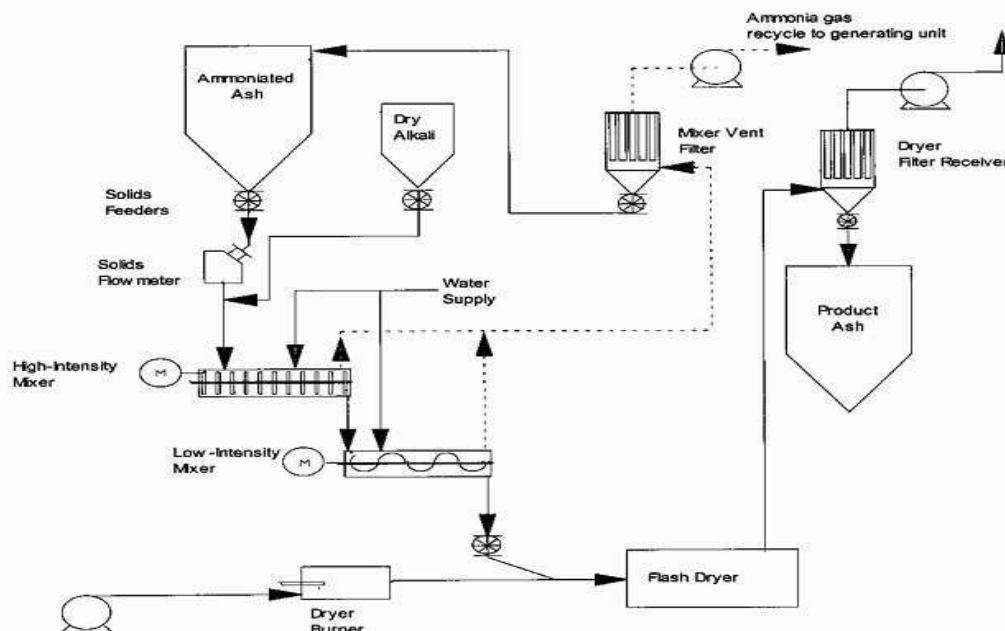 Ammonia gas
recycle to generating unit
Ammoniated
Ash
Dry
Alkali
Mixer Vent
Filter
Dryer
Filter Receiver
Solids
Feeders
Solids
Flow meter
Water
Supply
Product
Ash
High-Intensity
Mixer
M
Low -Intensity
Mixer
M
Flash Dryer
Dryer
Burner